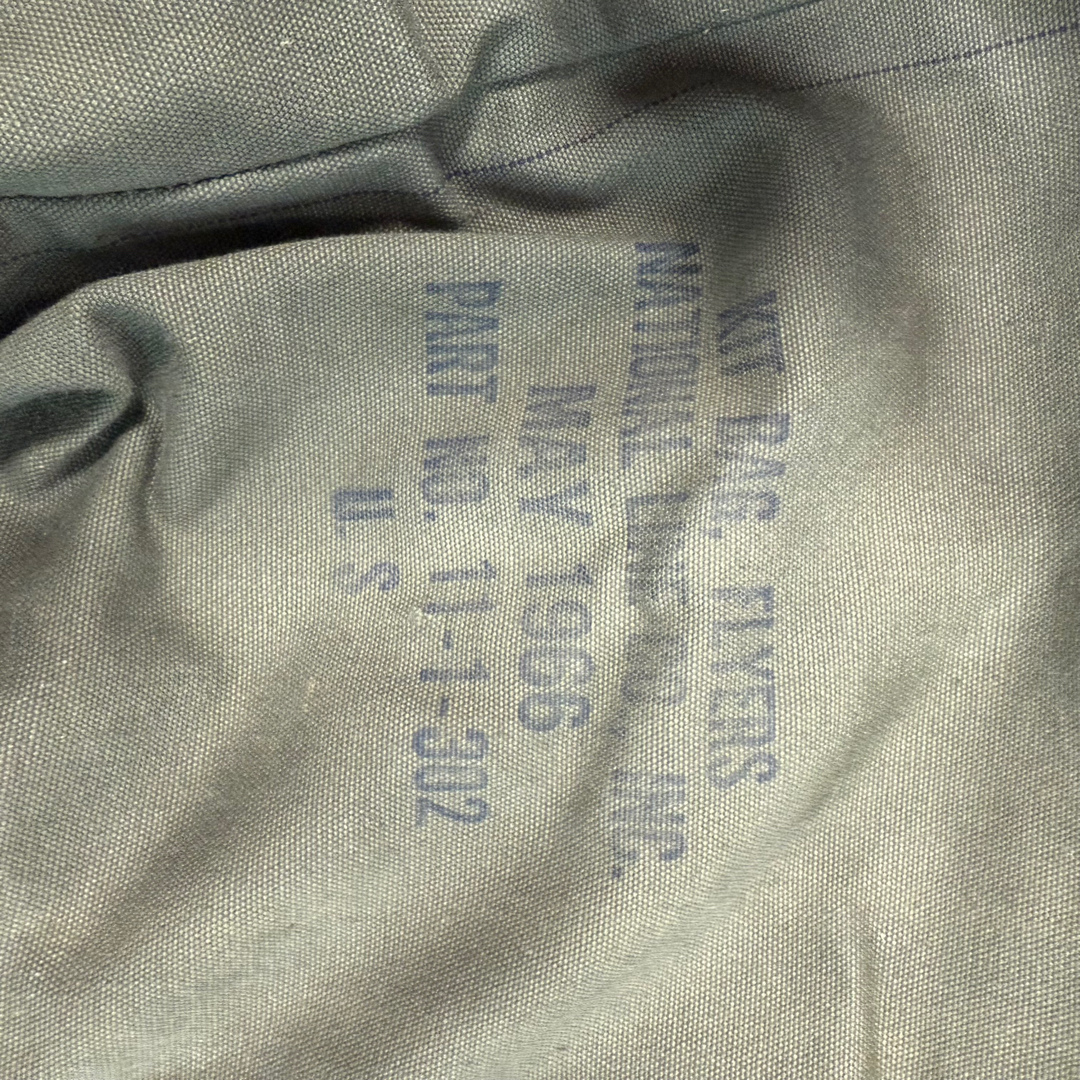 KIT BAG, FLYERS
NATIONAL INC.
MAY 1966
PART NO. 11-1-302
U S